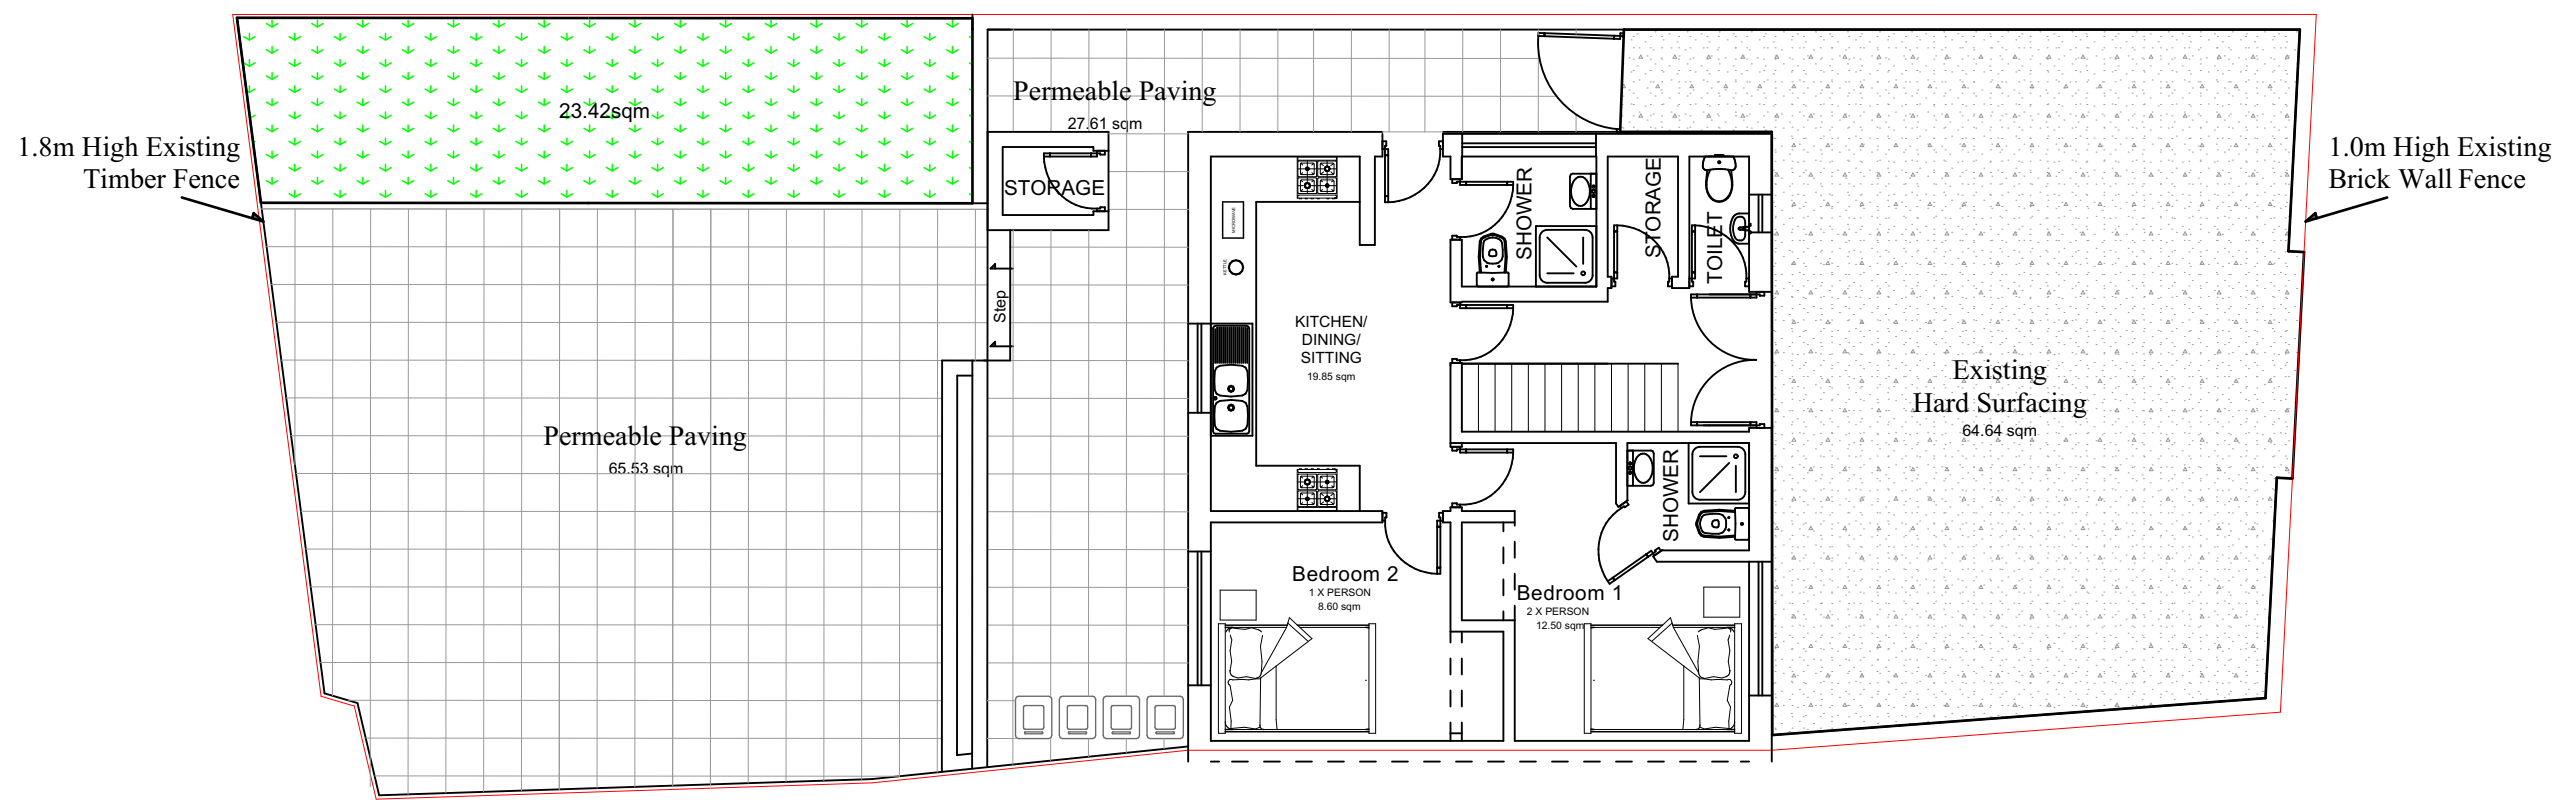 Permeable Paving
27.61 sqm
23.42sqm
1.8m High Existing
Timber Fence
1.0m High Existing
Brick Wall Fence
STORAGE
SHOWER
STORAGE
TOILET
MICROWAVE
KETTLE
Step
KITCHEN/
DINING/
SITTING
19.85 sqm
Existing
Hard Surfacing
64.64 sqm
Permeable Paving
65.53 sqm
SHOWER
Bedroom 2
1 X PERSON
8.60 sqm
Bedroom 1
2 X PERSON
12.50 sqm